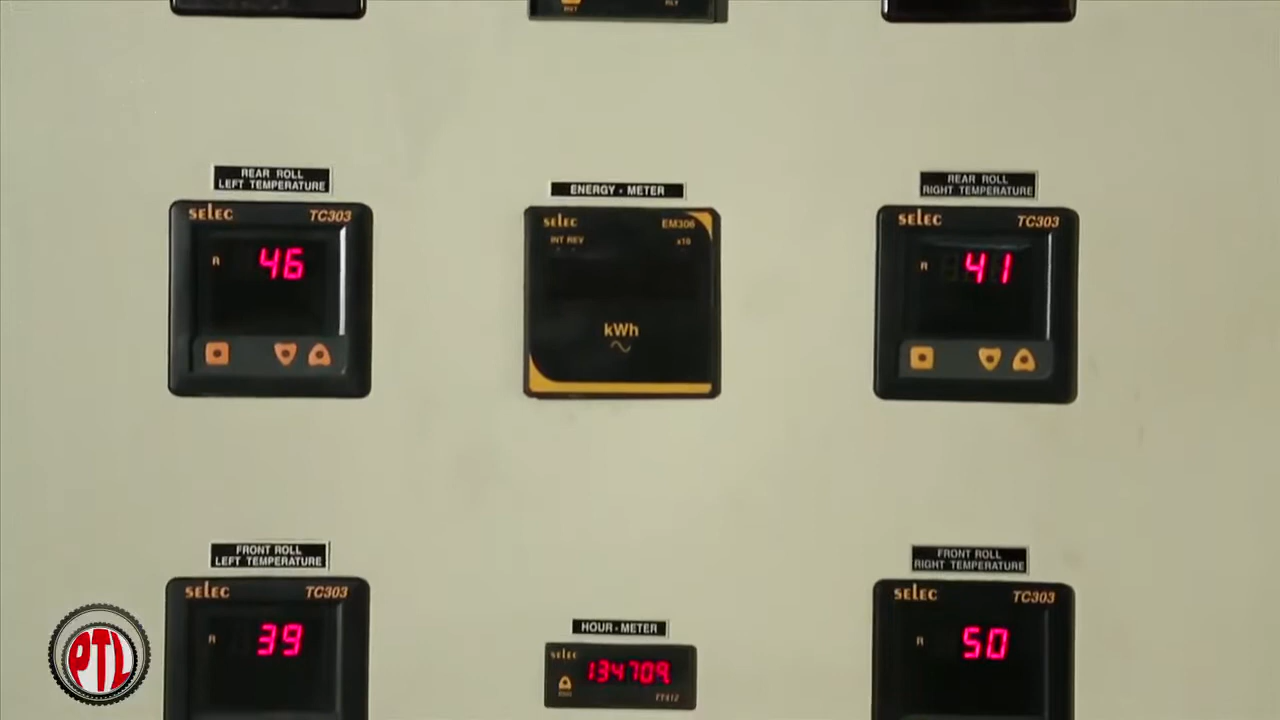 REAR ROLL
LEFT TEMPERATURE
SELEC TC303
R 46
ENERGY - METER
SELEC EM306
INT REV x10
kWh
REAR ROLL
RIGHT TEMPERATURE
SELEC TC303
R 41
FRONT ROLL
LEFT TEMPERATURE
SELEC TC303
R 39
HOUR - METER
selec
134709
FRONT ROLL
RIGHT TEMPERATURE
SELEC TC303
R 50
PTL